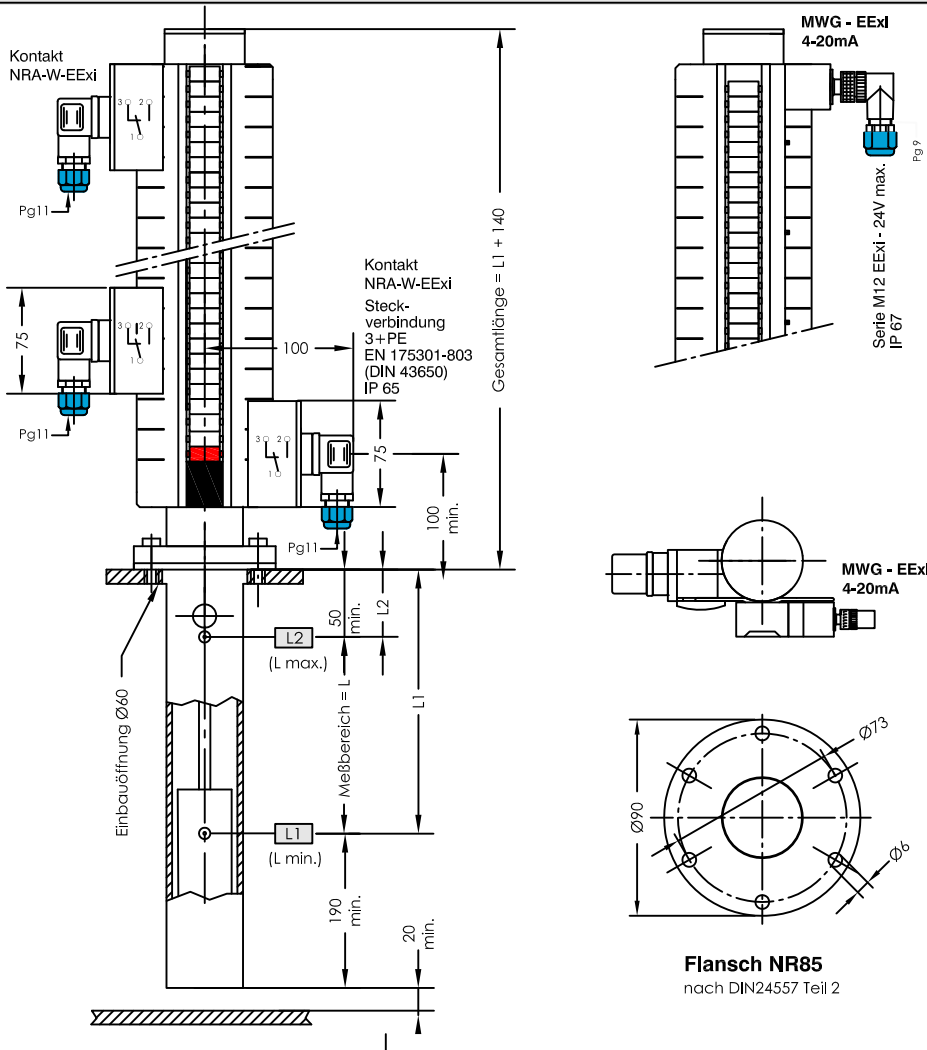 Kontakt
NRA-W-EExi
3 2
1
Pg11
75
3 2
1
Pg11
Kontakt
NRA-W-EExi
Steck-
verbindung
3+PE
EN 175301-803
(DIN 43650)
IP 65
100
3 2
1
75
Pg11
100
min.
Gesamtlänge = L1 + 140
MWG - EExI
4-20mA
Pg 9
Serie M12 EExi - 24V max.
IP 67
Einbauöffnung Ø60
50
min.
L2
L2
(L max.)
Meßbereich = L
L1
L1
(L min.)
190
min.
20
min.
MWG - EExI
4-20mA
Ø73
Ø90
Ø6
Flansch NR85
nach DIN24557 Teil 2